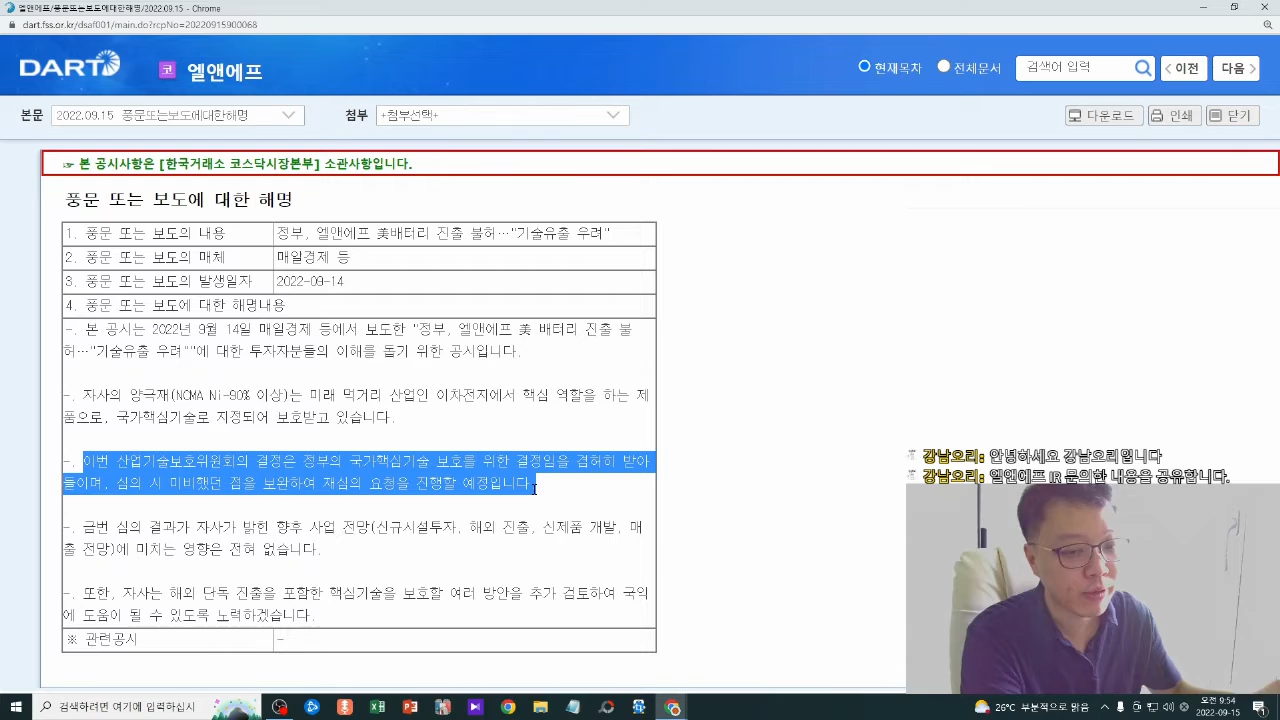 엘앤에프/풍문또는보도에대한해명/2022.09.15 - Chrome
dart.fss.or.kr/dsaf001/main.do?rcpNo=20220915900068
DART 코 엘앤에프 현재목차 전체문서 검색어 입력 이전 다음
본문 2022.09.15 풍문또는보도에대한해명 첨부 +첨부선택+ 다운로드 인쇄 닫기
☞ 본 공시사항은 [한국거래소 코스닥시장본부] 소관사항입니다.
풍문 또는 보도에 대한 해명
1. 풍문 또는 보도의 내용 정부, 엘앤에프 美배터리 진출 불허…"기술유출 우려"
2. 풍문 또는 보도의 매체 매일경제 등
3. 풍문 또는 보도의 발생일자 2022-09-14
4. 풍문 또는 보도에 대한 해명내용
-. 본 공시는 2022년 9월 14일 매일경제 등에서 보도한 "정부, 엘앤에프 美 배터리 진출 불
허…"기술유출 우려""에 대한 투자자분들의 이해를 돕기 위한 공시입니다.
-. 자사의 양극재(NCMA Ni-90% 이상)는 미래 먹거리 산업인 이차전지에서 핵심 역할을 하는 제
품으로, 국가핵심기술로 지정되어 보호받고 있습니다.
-. 이번 산업기술보호위원회의 결정은 정부의 국가핵심기술 보호를 위한 결정임을 겸허히 받아
들이며, 심의 시 미비했던 점을 보완하여 재심의 요청을 진행할 예정입니다.
-. 금번 심의 결과가 자사가 밝힌 향후 사업 전망(신규시설투자, 해외 진출, 신제품 개발, 매
출 전망)에 미치는 영향은 전혀 없습니다.
-. 또한, 자사는 해외 단독 진출을 포함한 핵심기술을 보호할 여러 방안을 추가 검토하여 국익
에 도움이 될 수 있도록 노력하겠습니다.
※ 관련공시 -
강남오리: 안녕하세요 강남오리입니다
강남오리: 엘앤에프 IR 문의한 내용을 공유합니다.
검색하려면 여기에 입력하십시 26℃ 부분적으로 맑음 오전 9:54
2022-09-15